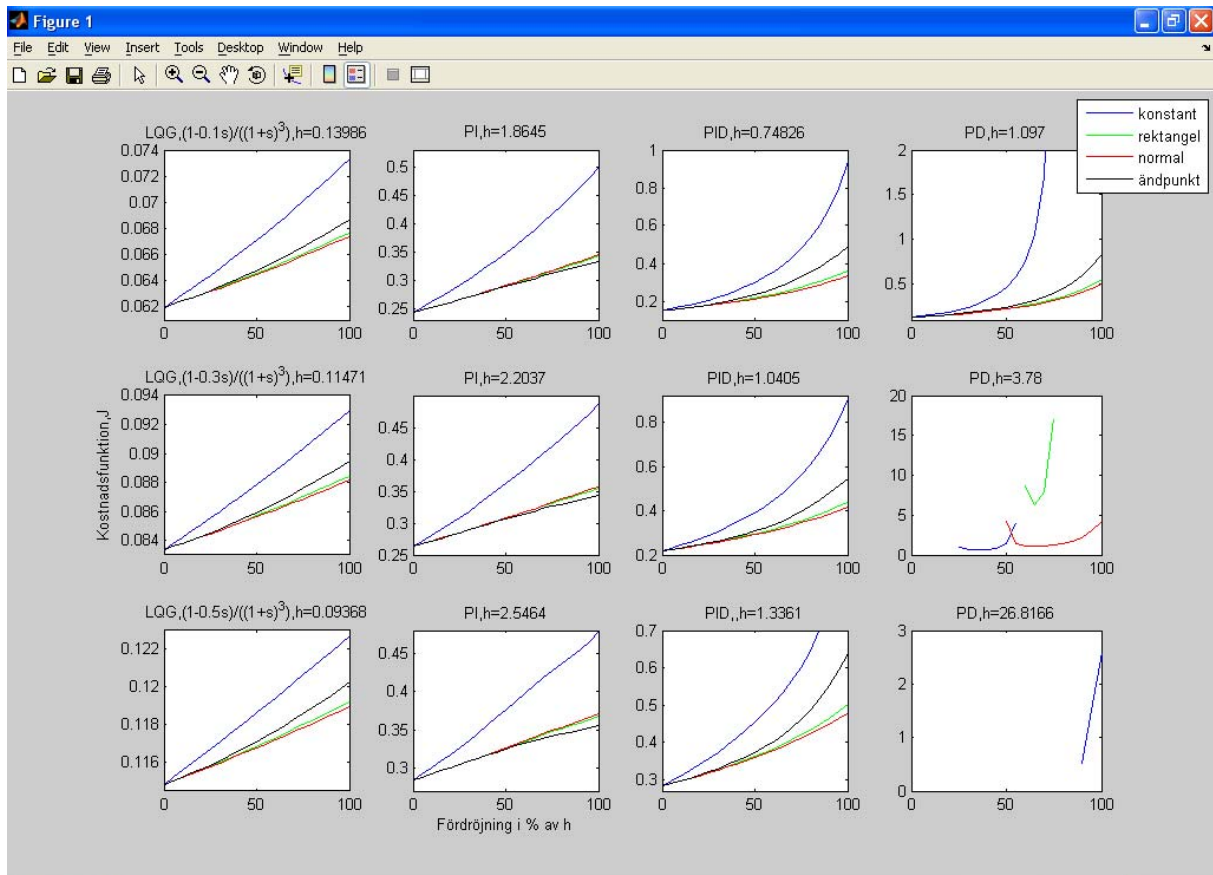 Figure 1
File Edit View Insert Tools Desktop Window Help
konstant
rektangel
normal
ändpunkt
LQG,(1-0.1s)/((1+s)^3),h=0.13986
0.074
0.072
0.07
0.068
0.066
0.064
0.062
0 50 100
PI,h=1.8645
0.5
0.45
0.4
0.35
0.3
0.25
0 50 100
PID,h=0.74826
1
0.8
0.6
0.4
0.2
0 50 100
PD,h=1.097
2
1.5
1
0.5
0 50 100
LQG,(1-0.3s)/((1+s)^3),h=0.11471
Kostnadsfunktion,J
0.094
0.092
0.09
0.088
0.086
0.084
0 50 100
PI,h=2.2037
0.45
0.4
0.35
0.3
0.25
0 50 100
PID,h=1.0405
0.8
0.6
0.4
0.2
0 50 100
PD,h=3.78
20
15
10
5
0
0 50 100
LQG,(1-0.5s)/((1+s)^3),h=0.09368
0.122
0.12
0.118
0.116
0 50 100
PI,h=2.5464
0.45
0.4
0.35
0.3
0 50 100
Fördröjning i % av h
PID,,h=1.3361
0.7
0.6
0.5
0.4
0.3
0 50 100
PD,h=26.8166
3
2
1
0
0 50 100